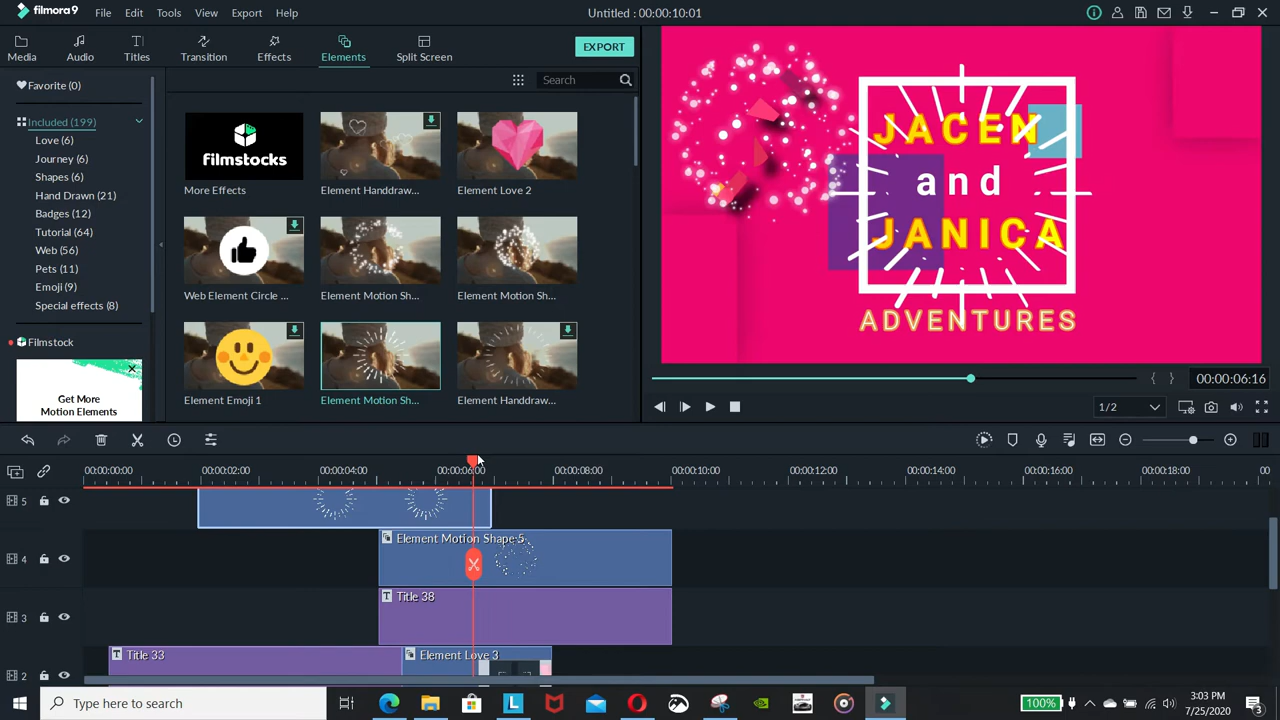 filmora 9
File Edit Tools View Export Help
Untitled : 00:00:10:01
Media Audio Titles Transition Effects Elements Split Screen
EXPORT
Favorite (0)
Included (199)
Love (6)
Journey (6)
Shapes (6)
Hand Drawn (21)
Badges (12)
Tutorial (64)
Web (56)
Pets (11)
Emoji (9)
Special effects (8)
Filmstock
Get More
Motion Elements
Search
filmstocks
More Effects
Element Handdraw...
Element Love 2
Web Element Circle ...
Element Motion Sh...
Element Motion Sh...
Element Emoji 1
Element Motion Sh...
Element Handdraw...
JACEN
and
JANICA
ADVENTURES
00:00:06:16
1/2
00:00:00:00 00:00:02:00 00:00:04:00 00:00:06:00 00:00:08:00 00:00:10:00 00:00:12:00 00:00:14:00 00:00:16:00 00:00:18:00 00
5
4
Element Motion Shape 5
3
Title 38
2
Title 33
Element Love 3
Type here to search
100%
3:03 PM
7/25/2020
3